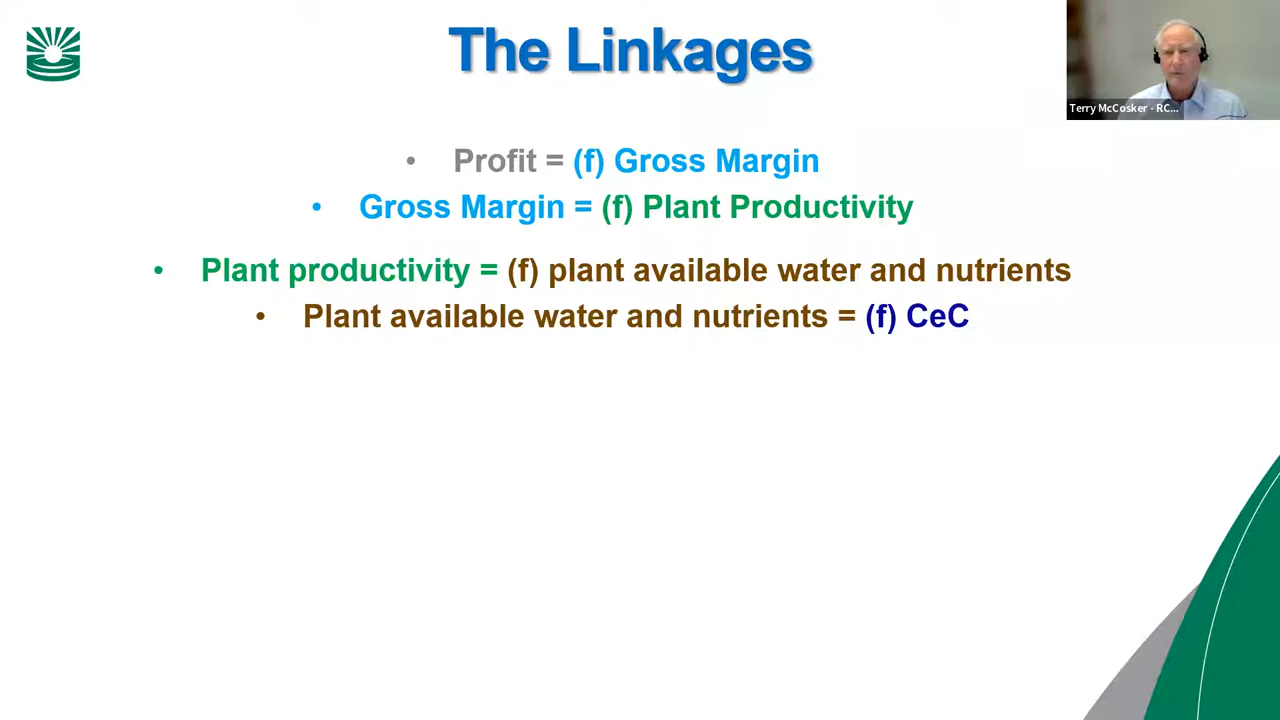 The Linkages
Terry McCosker - RC...
• Profit = (f) Gross Margin
• Gross Margin = (f) Plant Productivity
• Plant productivity = (f) plant available water and nutrients
• Plant available water and nutrients = (f) CeC